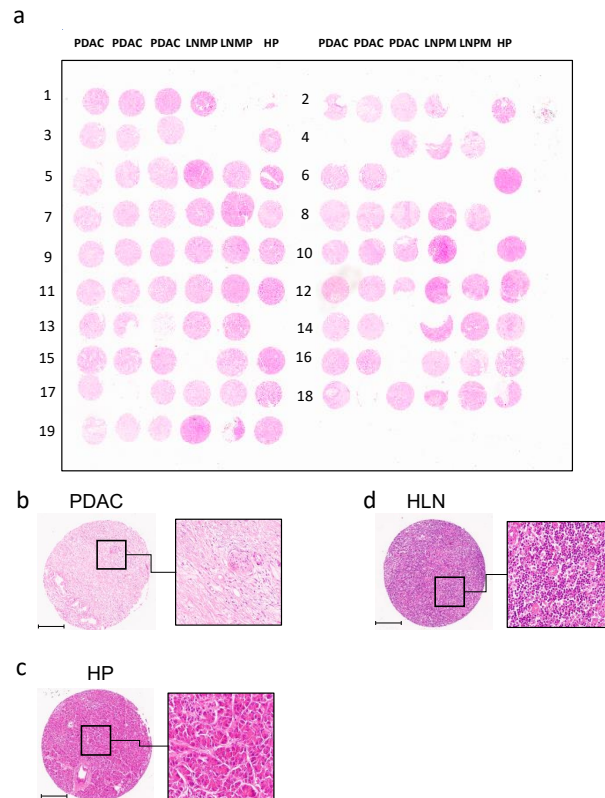 a
PDAC PDAC PDAC LNMP LNMP HP PDAC PDAC PDAC LNPM LNPM HP
1 2
3 4
5 6
7 8
9 10
11 12
13 14
15 16
17 18
19
b PDAC
d HLN
c HP